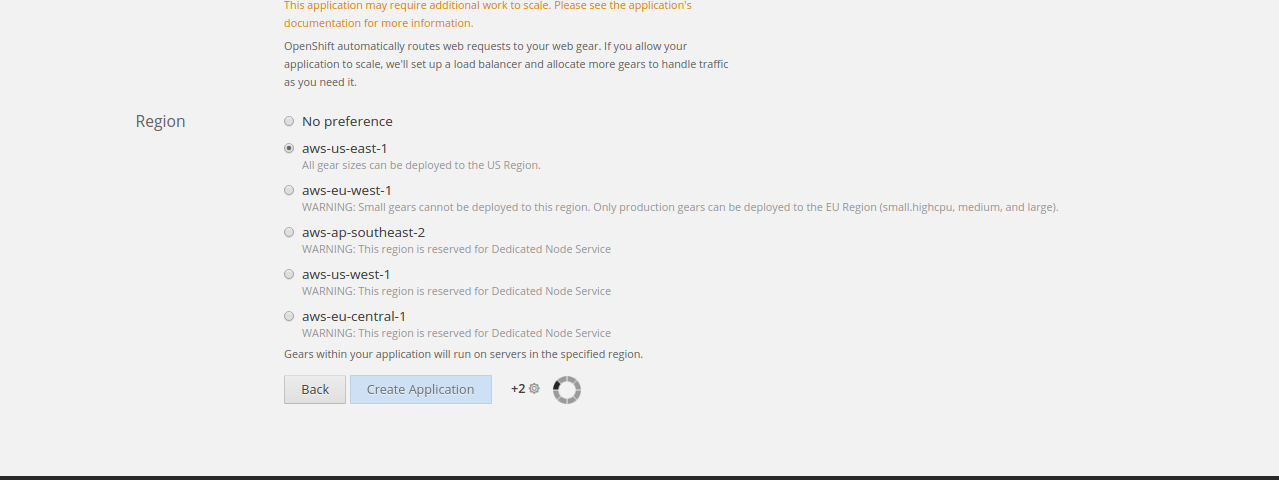 This application may require additional work to scale. Please see the application's
documentation for more information.
OpenShift automatically routes web requests to your web gear. If you allow your
application to scale, we'll set up a load balancer and allocate more gears to handle traffic
as you need it.
Region
No preference
aws-us-east-1
All gear sizes can be deployed to the US Region.
aws-eu-west-1
WARNING: Small gears cannot be deployed to this region. Only production gears can be deployed to the EU Region (small.highcpu, medium, and large).
aws-ap-southeast-2
WARNING: This region is reserved for Dedicated Node Service
aws-us-west-1
WARNING: This region is reserved for Dedicated Node Service
aws-eu-central-1
WARNING: This region is reserved for Dedicated Node Service
Gears within your application will run on servers in the specified region.
Back Create Application +2